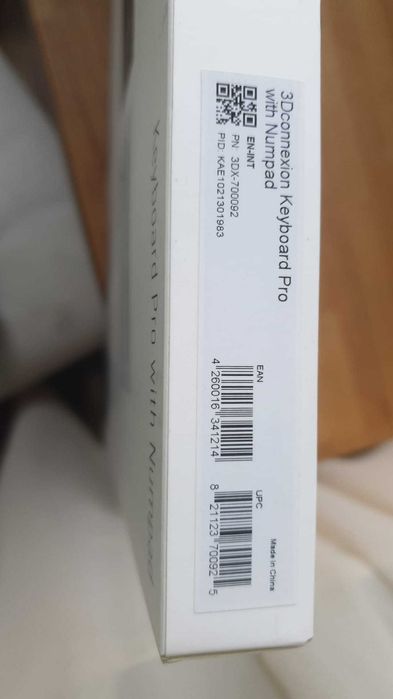 3Dconnexion Keyboard Pro
with Numpad
EN-INT
PN: 3DX-700092
PID: KAE1021301983
EAN
4 260016 341214
UPC
8 21123 70092 5
Made in China
Keyboard Pro with Numpad